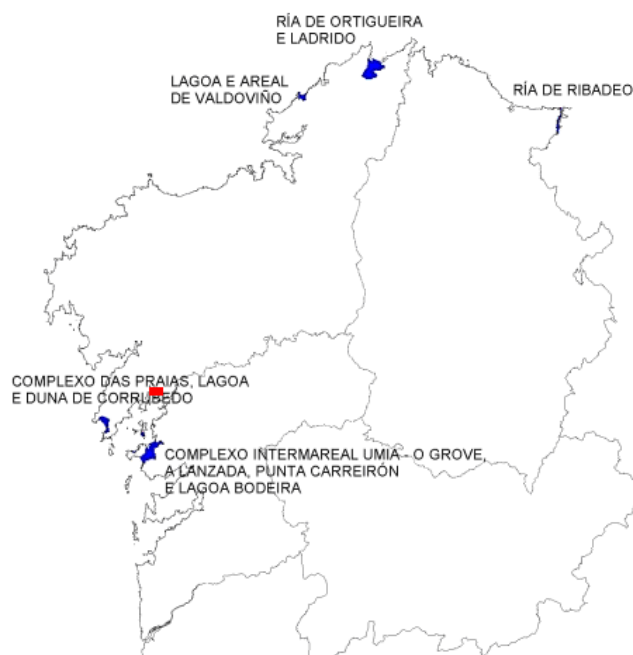 RÍA DE ORTIGUEIRA
E LADRIDO
LAGOA E AREAL
DE VALDOVIÑO
RÍA DE RIBADEO
COMPLEXO DAS PRAIAS, LAGOA
E DUNA DE CORRUBEDO
COMPLEXO INTERMAREAL UMIA - O GROVE,
A LANZADA, PUNTA CARREIRÓN
E LAGOA BODEIRA